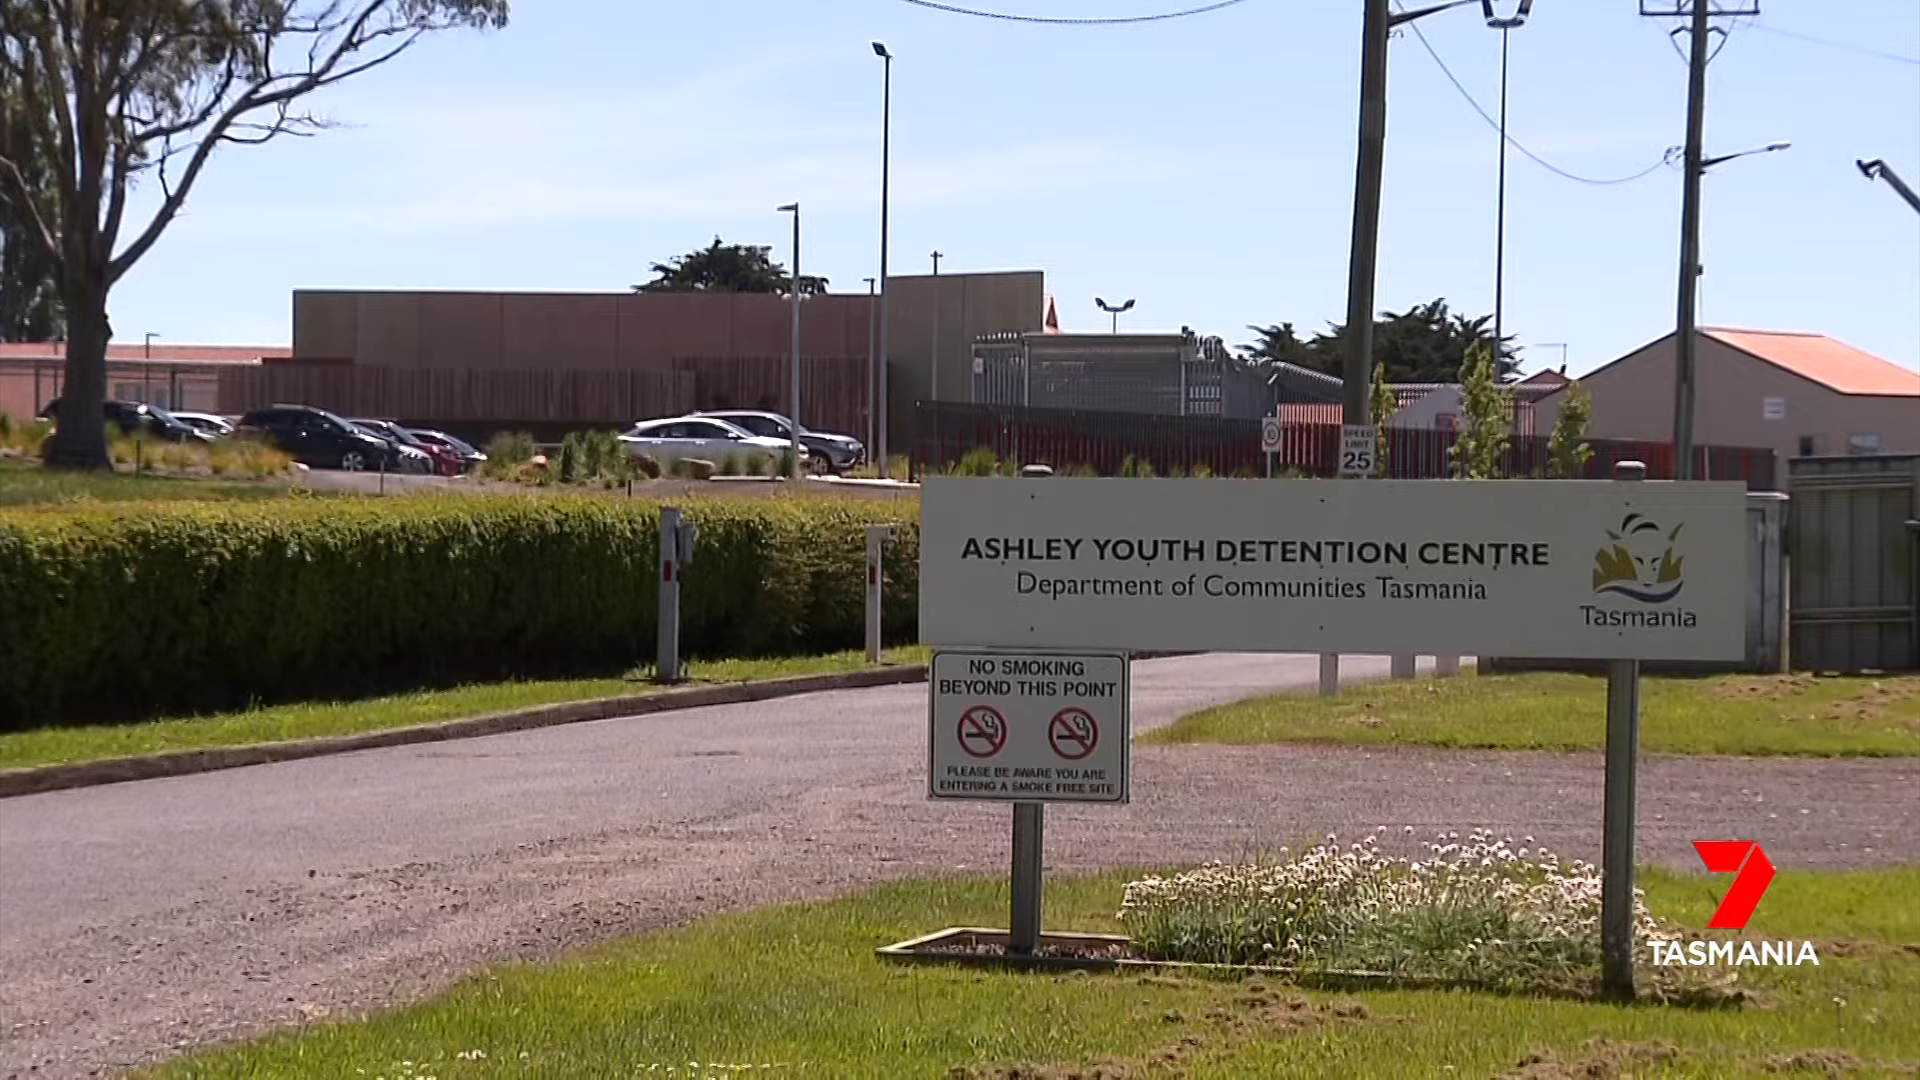 SPEED
LIMIT
25
ASHLEY YOUTH DETENTION CENTRE
Department of Communities Tasmania
Tasmania
NO SMOKING
BEYOND THIS POINT
PLEASE BE AWARE YOU ARE
ENTERING A SMOKE FREE SITE
7
TASMANIA